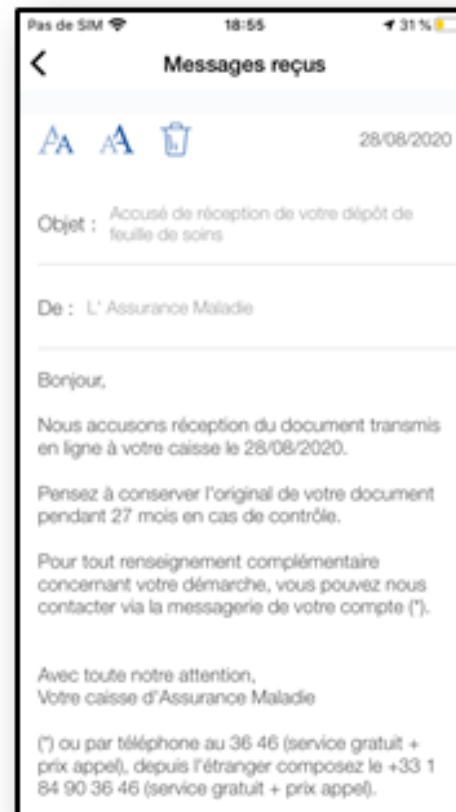 Pas de SIM 18:55 31 %
Messages reçus
AA AA 28/08/2020
Objet : Accusé de réception de votre dépôt de
feuille de soins
De : L' Assurance Maladie
Bonjour,
Nous accusons réception du document transmis
en ligne à votre caisse le 28/08/2020.
Pensez à conserver l'original de votre document
pendant 27 mois en cas de contrôle.
Pour tout renseignement complémentaire
concernant votre démarche, vous pouvez nous
contacter via la messagerie de votre compte (*).
Avec toute notre attention,
Votre caisse d'Assurance Maladie
(*) ou par téléphone au 36 46 (service gratuit +
prix appel), depuis l'étranger composez le +33 1
84 90 36 46 (service gratuit + prix appel).